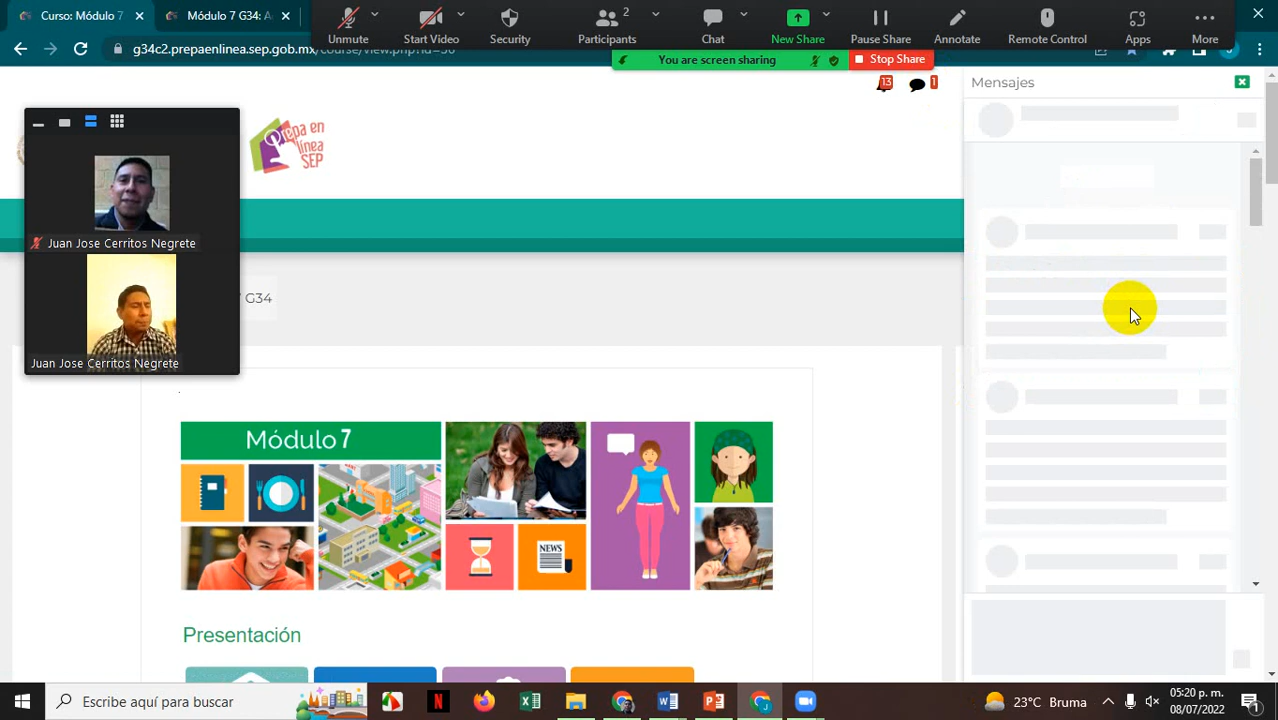 Curso: Módulo 7
Módulo 7 G34:
Unmute
Start Video
Security
2
Participants
Chat
New Share
Pause Share
Annotate
Remote Control
Apps
More
g34c2.prepaenlinea.sep.gob.mx/course/view.php?id=50
You are screen sharing
Stop Share
13
1
Mensajes
Prepa en
línea
SEP
Juan Jose Cerritos Negrete
Juan Jose Cerritos Negrete
G34
Módulo 7
NEWS
Presentación
Escribe aquí para buscar
23°C Bruma
05:20 p. m.
08/07/2022
1